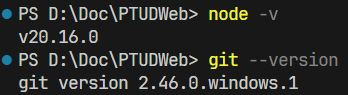 PS D:\Doc\PTUDWeb> node -v
v20.16.0
PS D:\Doc\PTUDWeb> git --version
git version 2.46.0.windows.1